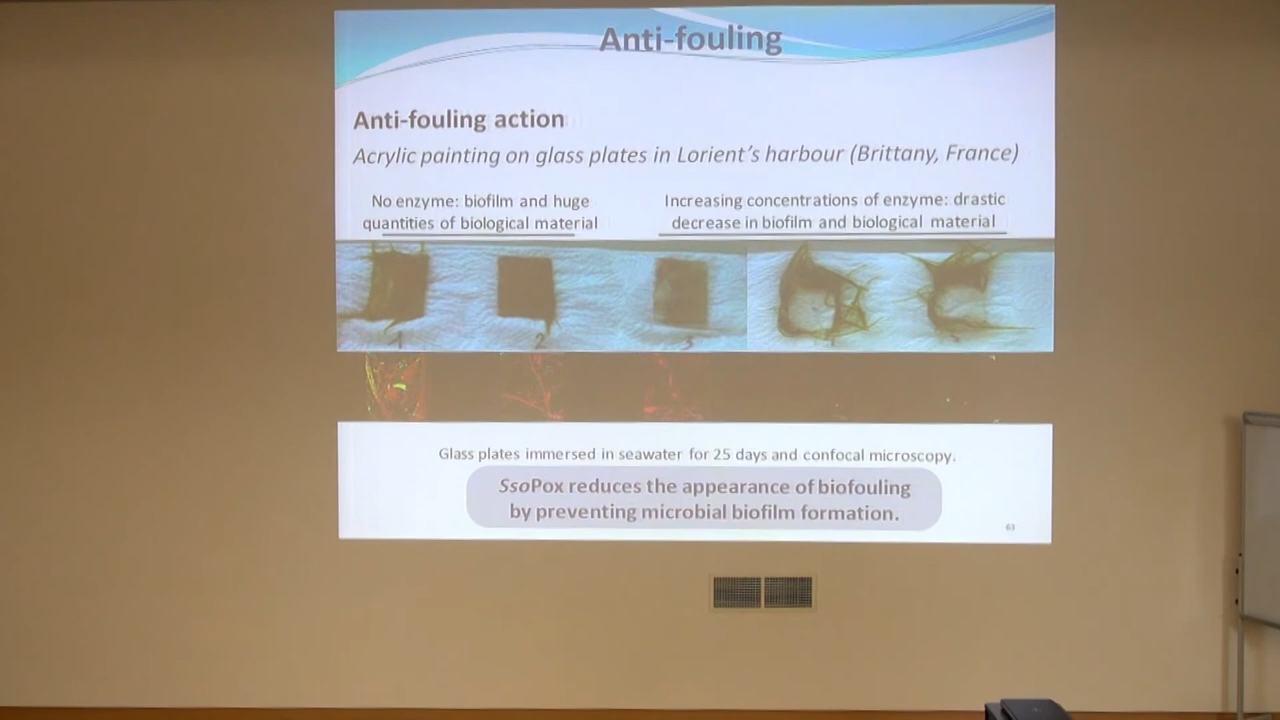 Anti-fouling
Anti-fouling action
Acrylic painting on glass plates in Lorient's harbour (Brittany, France)
No enzyme: biofilm and huge
quantities of biological material
Increasing concentrations of enzyme: drastic
decrease in biofilm and biological material
1
2
3
Glass plates immersed in seawater for 25 days and confocal microscopy.
SsoPox reduces the appearance of biofouling
by preventing microbial biofilm formation.
63